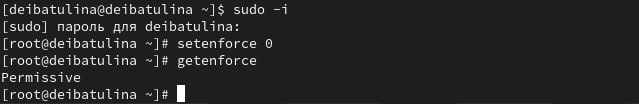 [deibatulina@deibatulina ~]$ sudo -i
[sudo] пароль для deibatulina:
[root@deibatulina ~]# setenforce 0
[root@deibatulina ~]# getenforce
Permissive
[root@deibatulina ~]#